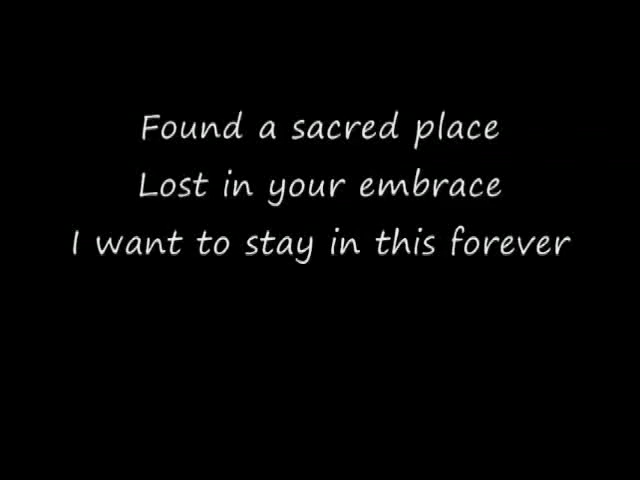 Found a sacred place
Lost in your embrace
I want to stay in this forever